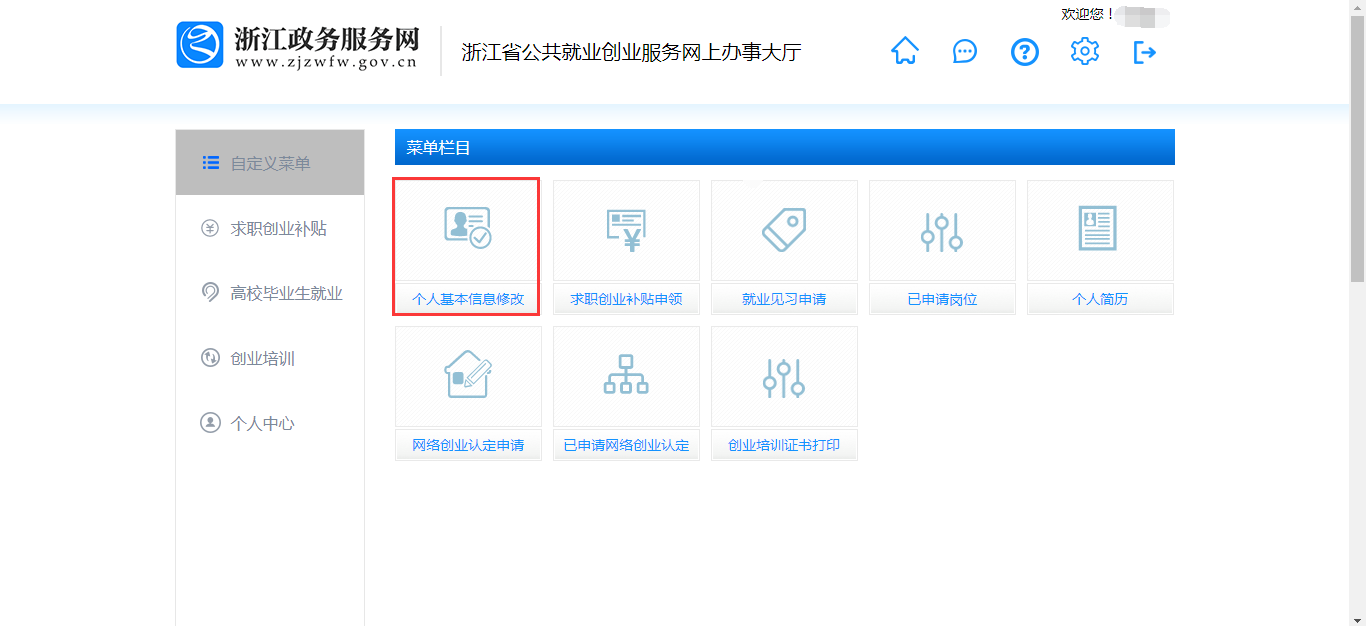 欢迎您！
浙江政务服务网
www.zjzwfw.gov.cn
浙江省公共就业创业服务网上办事大厅
自定义菜单
求职创业补贴
高校毕业生就业
创业培训
个人中心
菜单栏目
个人基本信息修改
求职创业补贴申领
就业见习申请
已申请岗位
个人简历
网络创业认定申请
已申请网络创业认定
创业培训证书打印